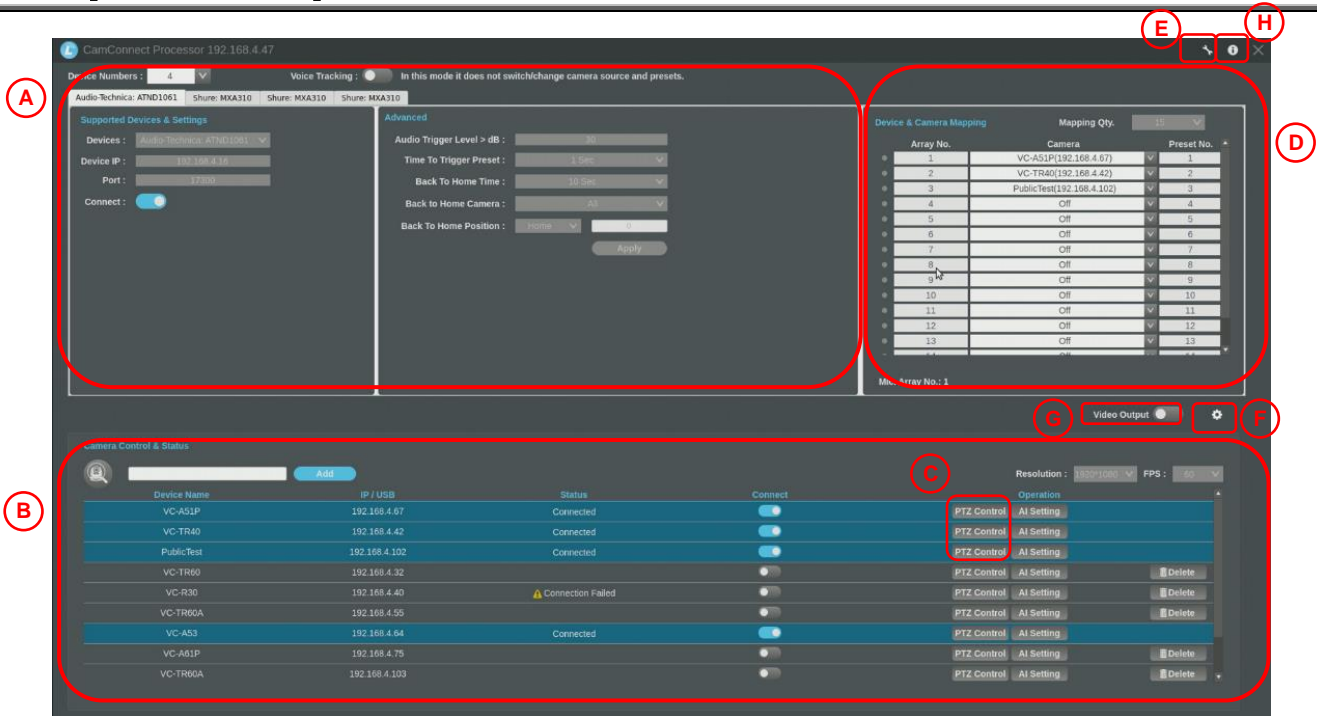 E H
CamConnect Processor 192.168.4.47
Device Numbers : 4 Voice Tracking : In this mode it does not switch/change camera source and presets.
A
Audio-Technica: ATND1061 Shure: MXA310 Shure: MXA310 Shure: MXA310
Supported Devices & Settings
Devices : Audio-Technica: ATND1061
Device IP : 192.168.4.16
Port : 17300
Connect :
Advanced
Audio Trigger Level > dB : 30
Time To Trigger Preset : 1 Sec
Back To Home Time : 10 Sec
Back to Home Camera : All
Back To Home Position : Home 0
Apply
D
Device & Camera Mapping Mapping Qty. 15
Array No. Camera Preset No.
1 VC-A51P(192.168.4.67) 1
2 VC-TR40(192.168.4.42) 2
3 PublicTest(192.168.4.102) 3
4 Off 4
5 Off 5
6 Off 6
7 Off 7
8 Off 8
9 Off 9
10 Off 10
11 Off 11
12 Off 12
13 Off 13
Mic. Array No.: 1
G Video Output F
B
Camera Control & Status
Add C Resolution : 1920*1080 FPS : 60
Device Name IP / USB Status Connect Operation
VC-A51P 192.168.4.67 Connected PTZ Control AI Setting
VC-TR40 192.168.4.42 Connected PTZ Control AI Setting
PublicTest 192.168.4.102 Connected PTZ Control AI Setting
VC-TR60 192.168.4.32 PTZ Control AI Setting Delete
VC-R30 192.168.4.40 Connection Failed PTZ Control AI Setting Delete
VC-TR60A 192.168.4.55 PTZ Control AI Setting Delete
VC-A53 192.168.4.64 Connected PTZ Control AI Setting
VC-A61P 192.168.4.75 PTZ Control AI Setting Delete
VC-TR60A 192.168.4.103 PTZ Control AI Setting Delete